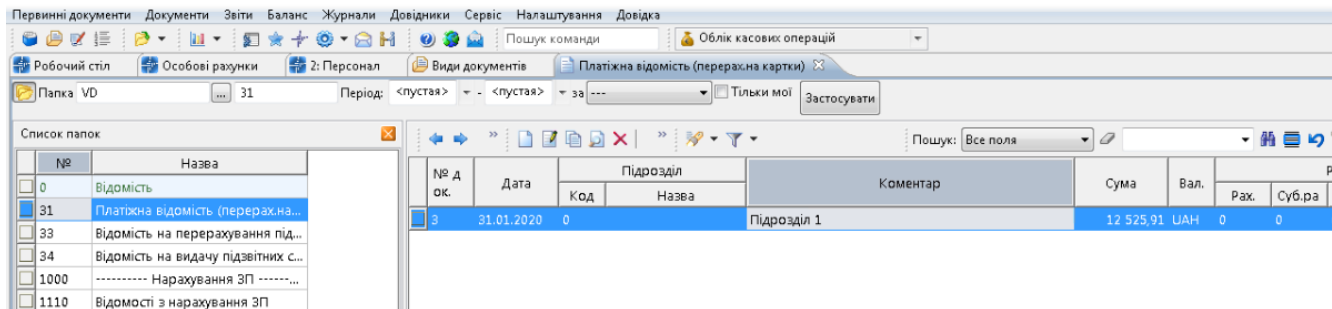 Первинні документи Документи Звіти Баланс Журнали Довідники Сервіс Налаштування Довідка
Пошук команди Облік касових операцій
Робочий стіл Особові рахунки 2: Персонал Види документів Платіжна відомість (перерах.на картки)
Папка VD ... 31 Період: <пустая> - <пустая> за --- Тільки мої Застосувати
Список папок
№ Назва
0 Відомість
31 Платіжна відомість (перерах.на...
33 Відомість на перерахування під...
34 Відомість на видачу підзвітних с...
1000 ---------- Нарахування ЗП ------...
1110 Відомості з нарахування ЗП
Пошук: Все поля
№ д ок. Дата Підрозділ Коментар Сума Вал. Р
Код Назва Рах. Суб.ра
3 31.01.2020 0 Підрозділ 1 12 525,91 UAH 0 0